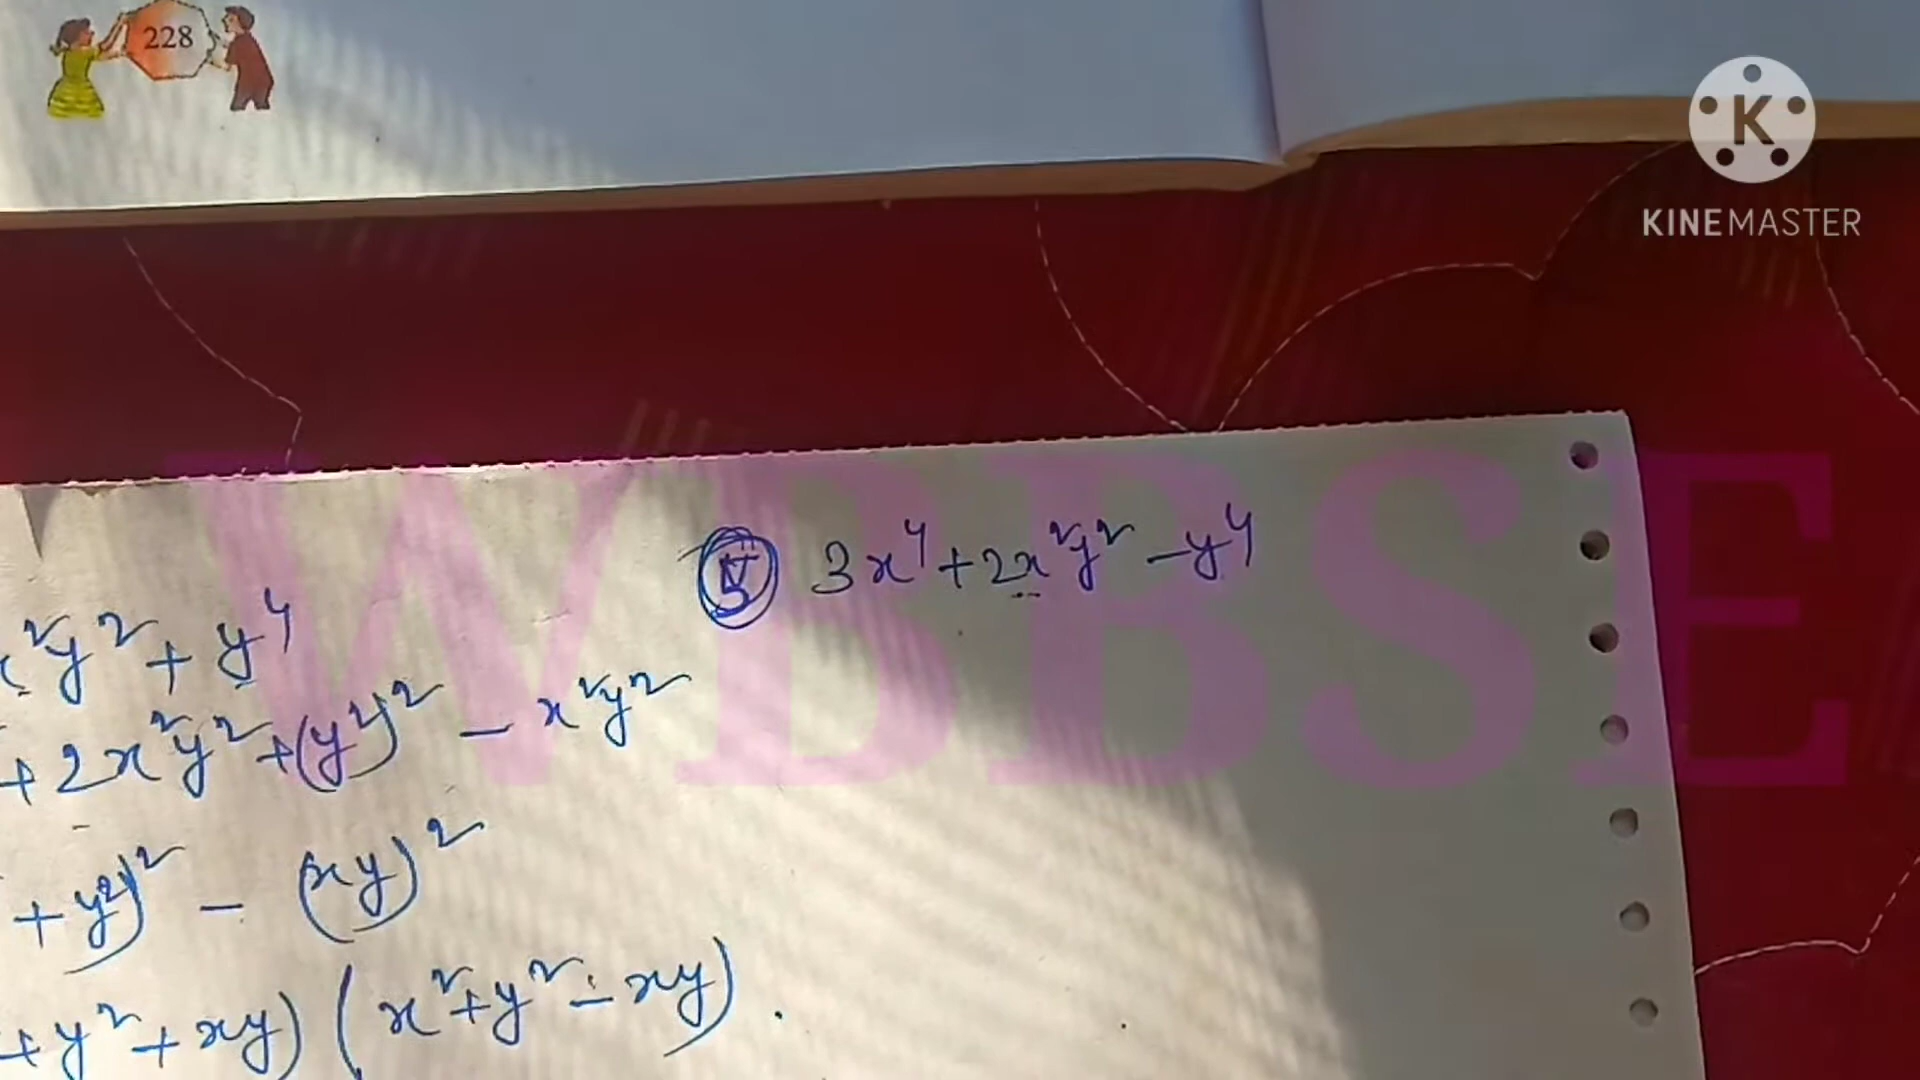 228
K
KINEMASTER
WBBSE
5 3x⁴+2x²y²-y⁴
x²y²+y⁴
+2x²y²+(y²)²-x²y²
+y²)²-(xy)²
+y²+xy)(x²+y²-xy).